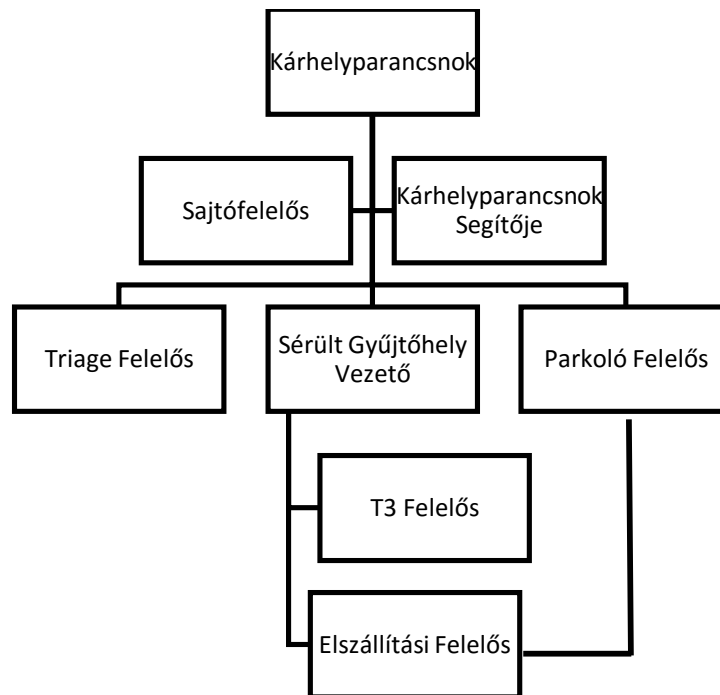 Kárhelyparancsnok
Sajtófelelős
Kárhelyparancsnok
Segítője
Triage Felelős
Sérült Gyűjtőhely
Vezető
Parkoló Felelős
T3 Felelős
Elszállítási Felelős